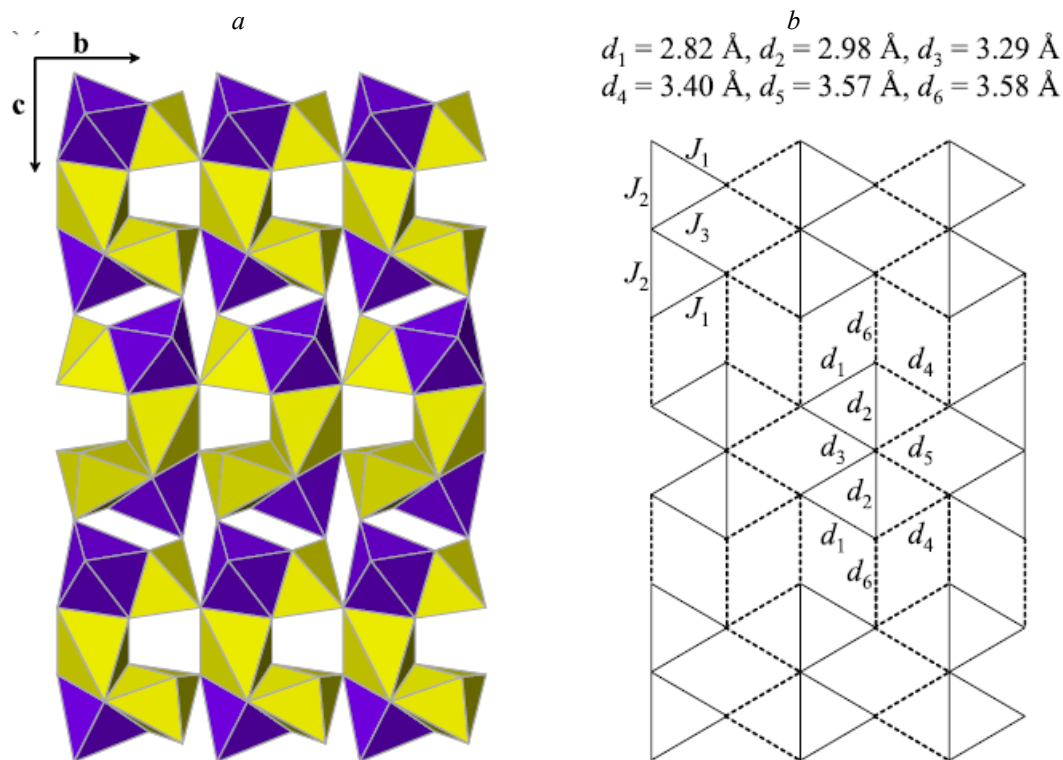 a
b
c
b
d1 = 2.82 Å, d2 = 2.98 Å, d3 = 3.29 Å
d4 = 3.40 Å, d5 = 3.57 Å, d6 = 3.58 Å
J1
J2
J3
J2
J1
d6
d1
d4
d2
d3
d5
d2
d1
d4
d6